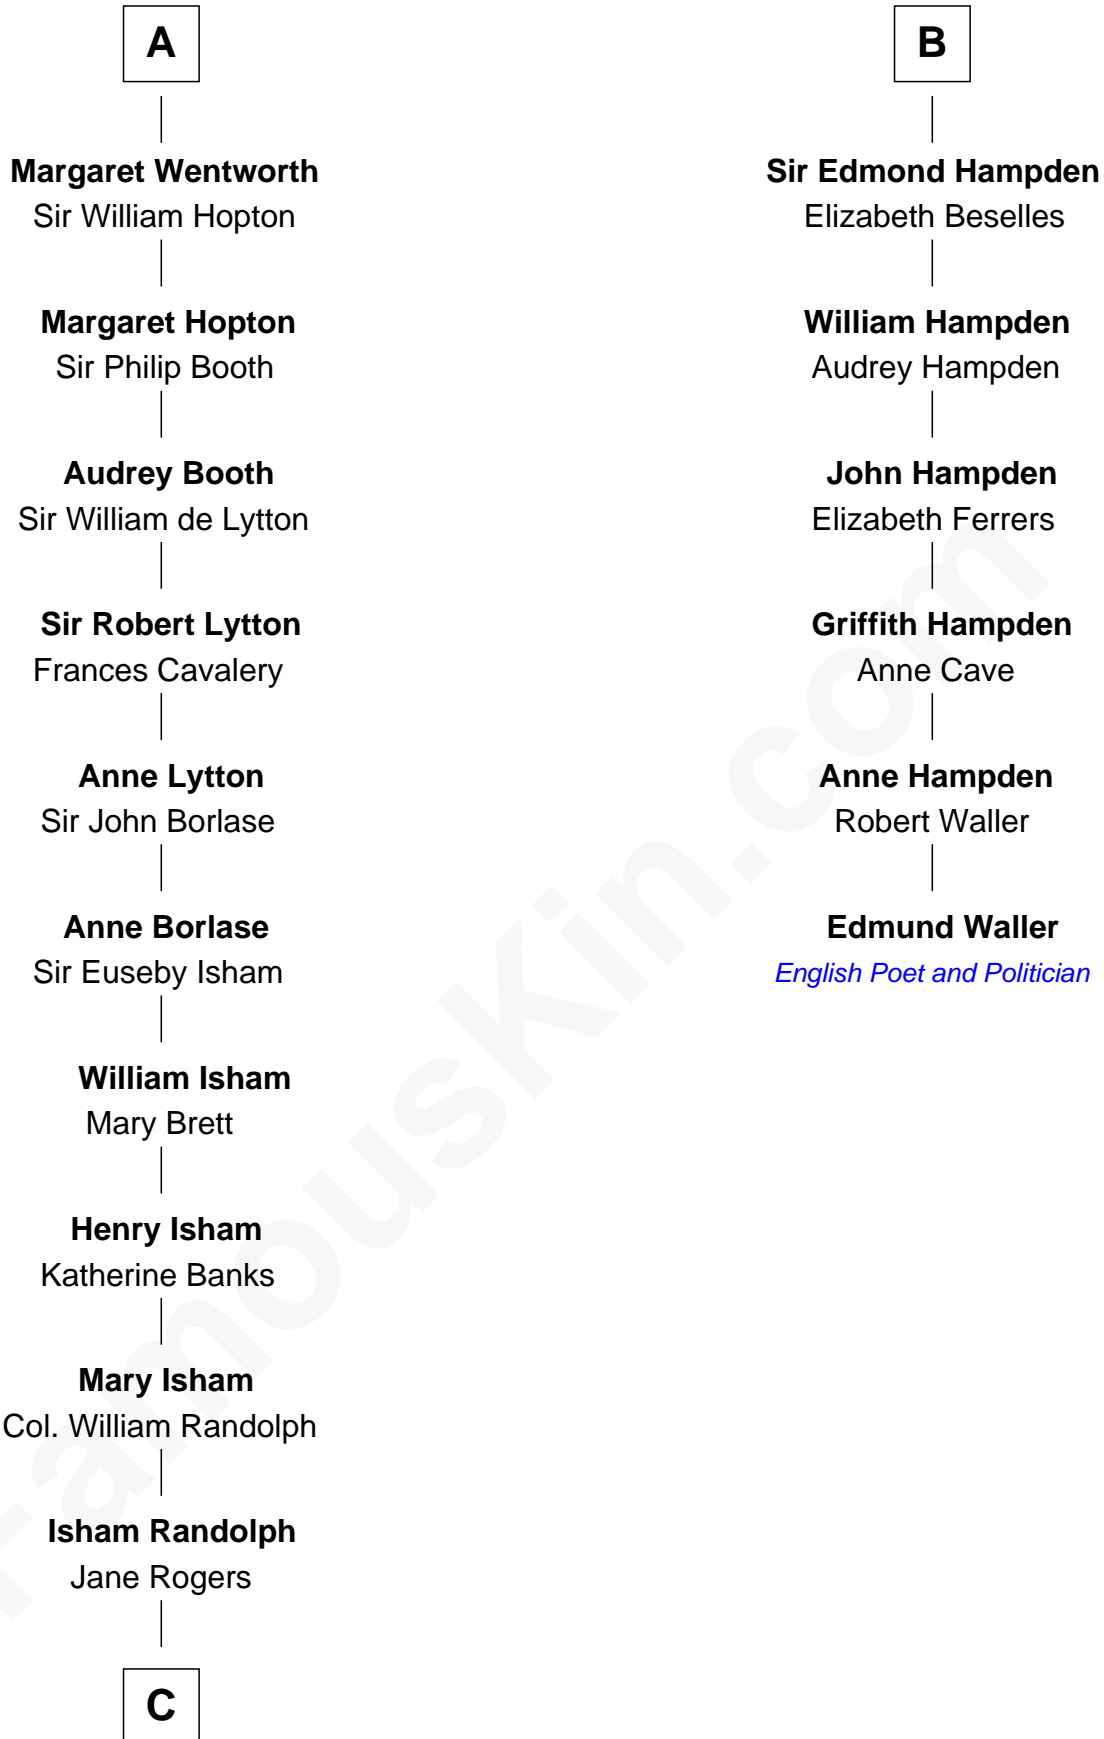 A
Margaret Wentworth
Sir William Hopton
Margaret Hopton
Sir Philip Booth
Audrey Booth
Sir William de Lytton
Sir Robert Lytton
Frances Cavalery
Anne Lytton
Sir John Borlase
Anne Borlase
Sir Euseby Isham
William Isham
Mary Brett
Henry Isham
Katherine Banks
Mary Isham
Col. William Randolph
Isham Randolph
Jane Rogers
C
B
Sir Edmond Hampden
Elizabeth Beselles
William Hampden
Audrey Hampden
John Hampden
Elizabeth Ferrers
Griffith Hampden
Anne Cave
Anne Hampden
Robert Waller
Edmund Waller
English Poet and Politician
FamousKin.com